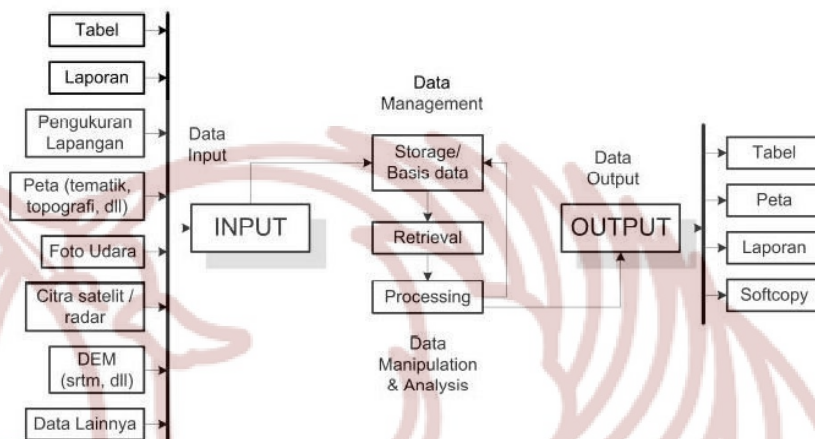 Tabel
Laporan
Pengukuran
Lapangan
Peta (tematik,
topografi, dll)
Foto Udara
Citra satelit /
radar
DEM
(srtm, dll)
Data Lainnya
Data
Input
INPUT
Data
Management
Storage/
Basis data
Retrieval
Processing
Data
Manipulation
& Analysis
Data
Output
OUTPUT
Tabel
Peta
Laporan
Softcopy